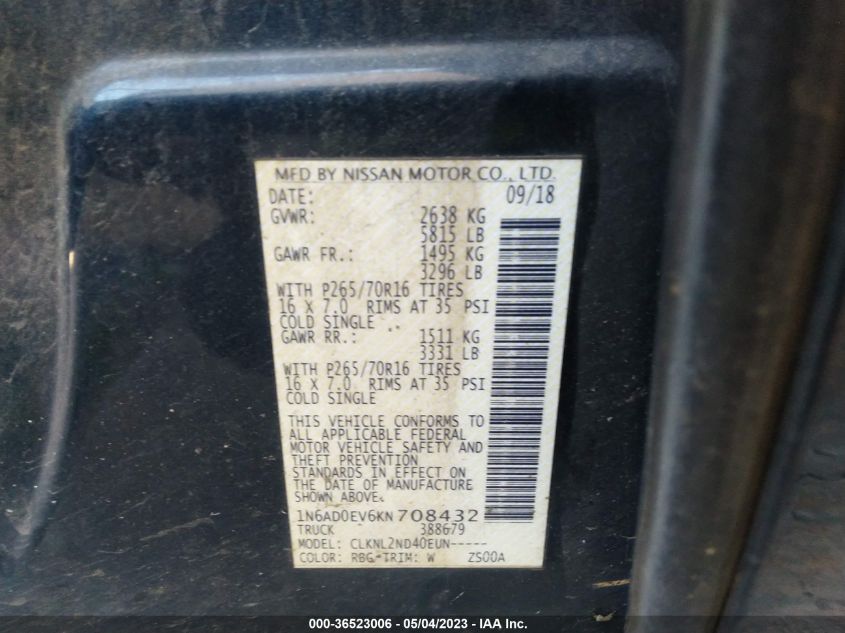 MFD BY NISSAN MOTOR CO., LTD.
DATE: 09/18
GVWR: 2638 KG
5815 LB
GAWR FR.: 1495 KG
3296 LB
WITH P265/70R16 TIRES
16 X 7.0 RIMS AT 35 PSI
COLD SINGLE
GAWR RR.: 1511 KG
3331 LB
WITH P265/70R16 TIRES
16 X 7.0 RIMS AT 35 PSI
COLD SINGLE
THIS VEHICLE CONFORMS TO
ALL APPLICABLE FEDERAL
MOTOR VEHICLE SAFETY AND
THEFT PREVENTION
STANDARDS IN EFFECT ON
THE DATE OF MANUFACTURE
SHOWN ABOVE.
1N6AD0EV6KN 708432
TRUCK 388679
MODEL: CLKNL2ND40EUN-----
COLOR: RBG TRIM: W ZS00A
000-36523006 - 05/04/2023 - IAA Inc.